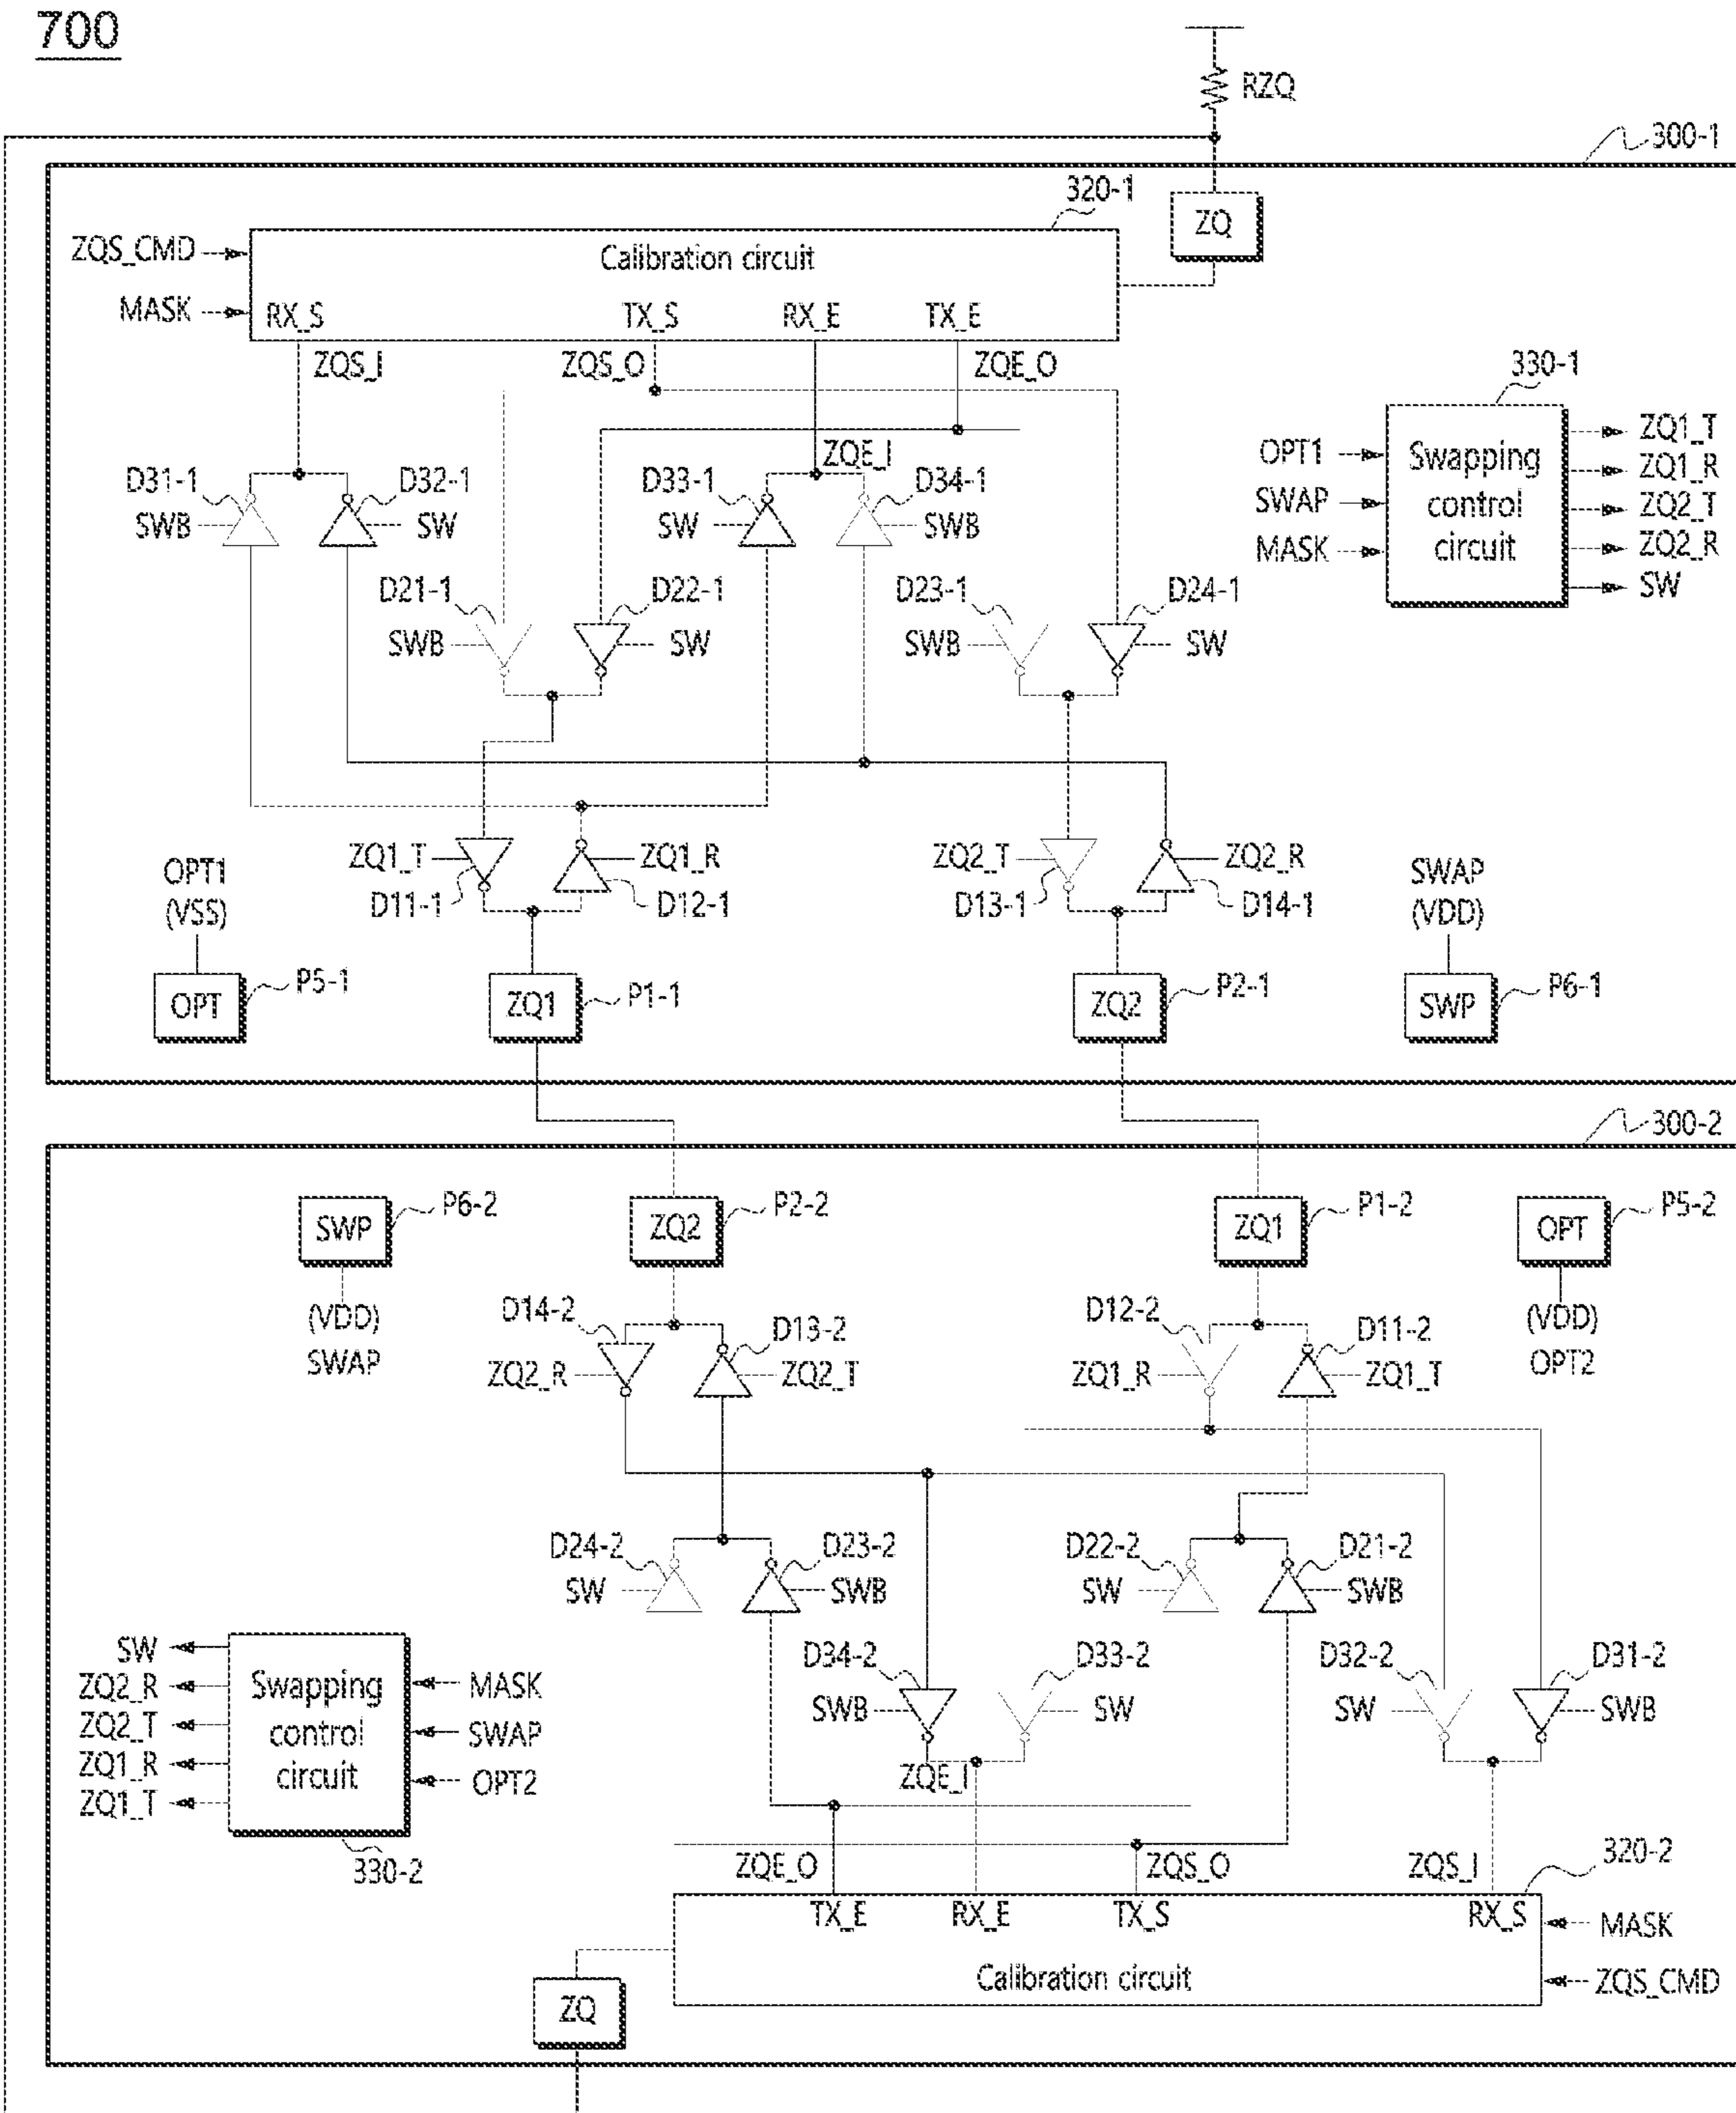 700
RZQ
300-1
320-1
ZQ
ZQS_CMD
Calibration circuit
MASK
RX_S
TX_S
RX_E
TX_E
ZQS_I
ZQS_O
ZQE_O
330-1
ZQE_I
OPT1
SWAP
MASK
Swapping
control
circuit
ZQ1_T
ZQ1_R
ZQ2_T
ZQ2_R
SW
D31-1
D32-1
D33-1
D34-1
SWB
SW
SW
SWB
D21-1
D22-1
D23-1
D24-1
SWB
SW
SWB
SW
ZQ1_T
ZQ1_R
ZQ2_T
ZQ2_R
D11-1
D12-1
D13-1
D14-1
OPT1
(VSS)
SWAP
(VDD)
OPT
P5-1
ZQ1
P1-1
ZQ2
P2-1
SWP
P6-1
300-2
SWP
P6-2
ZQ2
P2-2
ZQ1
P1-2
OPT
P5-2
(VDD)
SWAP
(VDD)
OPT2
D14-2
D13-2
D12-2
D11-2
ZQ2_R
ZQ2_T
ZQ1_R
ZQ1_T
D24-2
D23-2
D22-2
D21-2
SW
SWB
SW
SWB
SW
ZQ2_R
ZQ2_T
ZQ1_R
ZQ1_T
Swapping
control
circuit
MASK
SWAP
OPT2
330-2
D34-2
D33-2
D32-2
D31-2
SWB
SW
SW
SWB
ZQE_I
ZQE_O
ZQS_O
ZQS_I
320-2
TX_E
RX_E
TX_S
RX_S
MASK
Calibration circuit
ZQS_CMD
ZQ